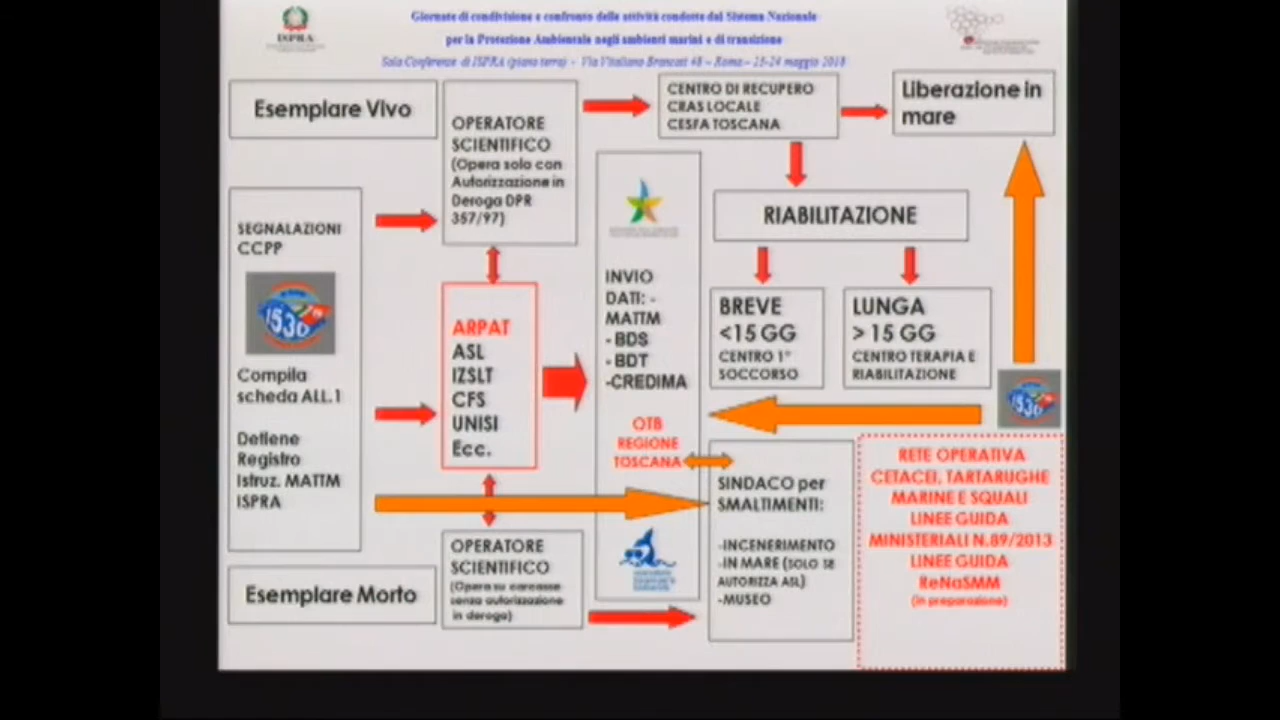 Giornate di condivisione e confronto delle attività condotte dal Sistema Nazionale
per la Protezione Ambientale negli ambienti marini e di transizione
Sala Conferenze di ISPRA (piano terra) - Via Vitaliano Brancati 48 – Roma – 23-24 maggio 2018
ISPRA
Esemplare Vivo
OPERATORE
SCIENTIFICO
(Opera solo con
Autorizzazione in
Deroga DPR
357/97)
CENTRO DI RECUPERO
CRAS LOCALE
CESFA TOSCANA
Liberazione in
mare
SEGNALAZIONI
CCPP
1530
Compila
scheda ALL.1
Detiene
Registro
Istruz. MATTM
ISPRA
ARPAT
ASL
IZSLT
CFS
UNISI
Ecc.
INVIO
DATI: -
MATTM
- BDS
- BDT
-CREDIMA
OTB
REGIONE
TOSCANA
RIABILITAZIONE
BREVE
<15 GG
CENTRO 1°
SOCCORSO
LUNGA
> 15 GG
CENTRO TERAPIA E
RIABILITAZIONE
1530
SINDACO per
SMALTIMENTI:
-INCENERIMENTO
-IN MARE (SOLO SE
AUTORIZZA ASL)
-MUSEO
RETE OPERATIVA
CETACEI, TARTARUGHE
MARINE E SQUALI
LINEE GUIDA
MINISTERIALI N.89/2013
LINEE GUIDA
ReNaSMM
(in preparazione)
Esemplare Morto
OPERATORE
SCIENTIFICO
(Opera su carcasse
senza autorizzazione
in deroga)